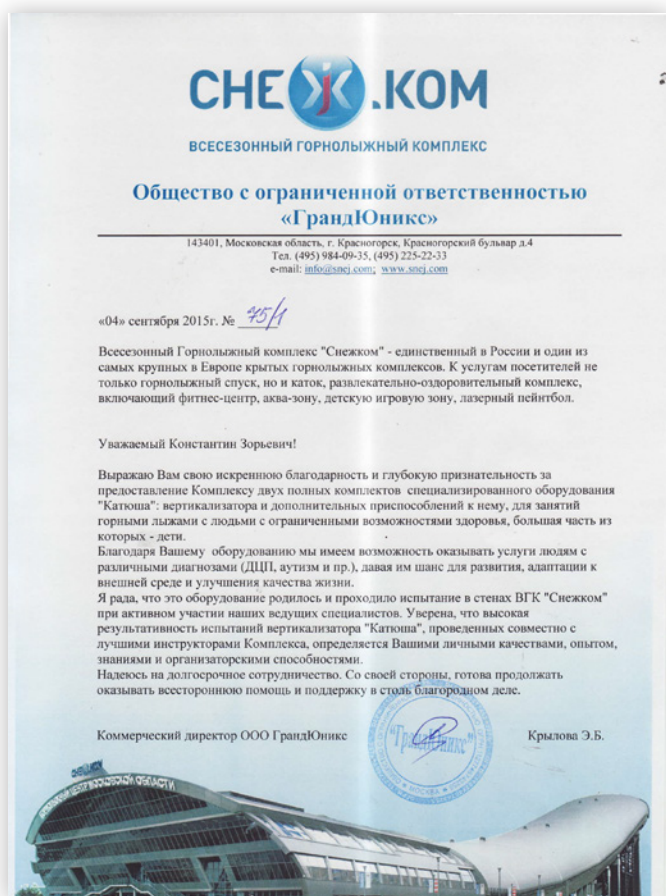 СНЕЖ.КОМ
ВСЕСЕЗОННЫЙ ГОРНОЛЫЖНЫЙ КОМПЛЕКС
Общество с ограниченной ответственностью
«ГрандЮникс»
143401, Московская область, г. Красногорск, Красногорский бульвар д.4
Тел. (495) 984-09-35, (495) 225-22-33
e-mail: info@snej.com; www.snej.com
«04» сентября 2015г. № 75/1
Всесезонный Горнолыжный комплекс "Снежком" - единственный в России и один из
самых крупных в Европе крытых горнолыжных комплексов. К услугам посетителей не
только горнолыжный спуск, но и каток, развлекательно-оздоровительный комплекс,
включающий фитнес-центр, аква-зону, детскую игровую зону, лазерный пейнтбол.
Уважаемый Константин Зорьевич!
Выражаю Вам свою искреннюю благодарность и глубокую признательность за
предоставление Комплексу двух полных комплектов специализированного оборудования
"Катюша": вертикализатора и дополнительных приспособлений к нему, для занятий
горными лыжами с людьми с ограниченными возможностями здоровья, большая часть из
которых - дети.
Благодаря Вашему оборудованию мы имеем возможность оказывать услуги людям с
различными диагнозами (ДЦП, аутизм и пр.), давая им шанс для развития, адаптации к
внешней среде и улучшения качества жизни.
Я рада, что это оборудование родилось и проходило испытание в стенах ВГК "Снежком"
при активном участии наших ведущих специалистов. Уверена, что высокая
результативность испытаний вертикализатора "Катюша", проведенных совместно с
лучшими инструкторами Комплекса, определяется Вашими личными качествами, опытом,
знаниями и организаторскими способностями.
Надеюсь на долгосрочное сотрудничество. Со своей стороны, готова продолжать
оказывать всестороннюю помощь и поддержку в столь благородном деле.
Коммерческий директор ООО ГрандЮникс Крылова Э.Б.
"ГрандЮникс"
МОСКВА
СНЕЖ.КОМ